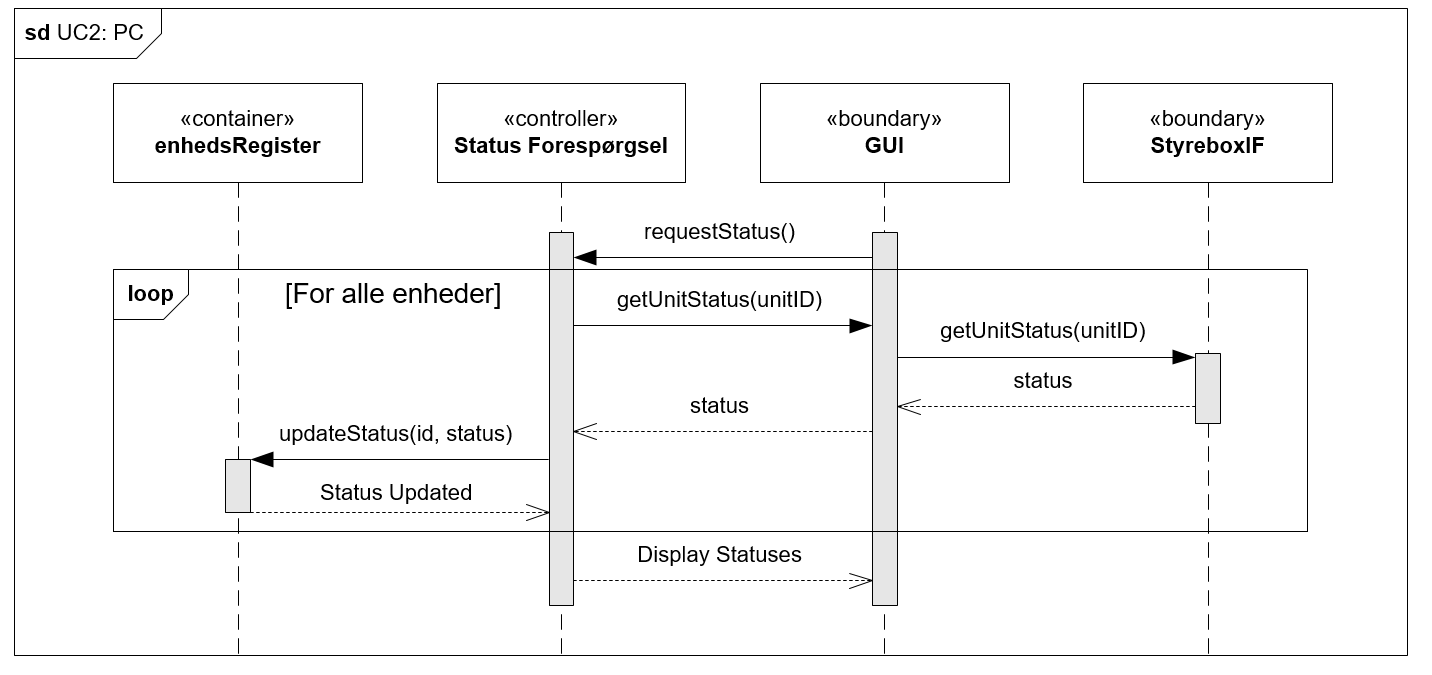 sd UC2: PC
«container»
enhedsRegister
«controller»
Status Forespørgsel
«boundary»
GUI
«boundary»
StyreboxIF
requestStatus()
loop
[For alle enheder]
getUnitStatus(unitID)
getUnitStatus(unitID)
status
status
updateStatus(id, status)
Status Updated
Display Statuses